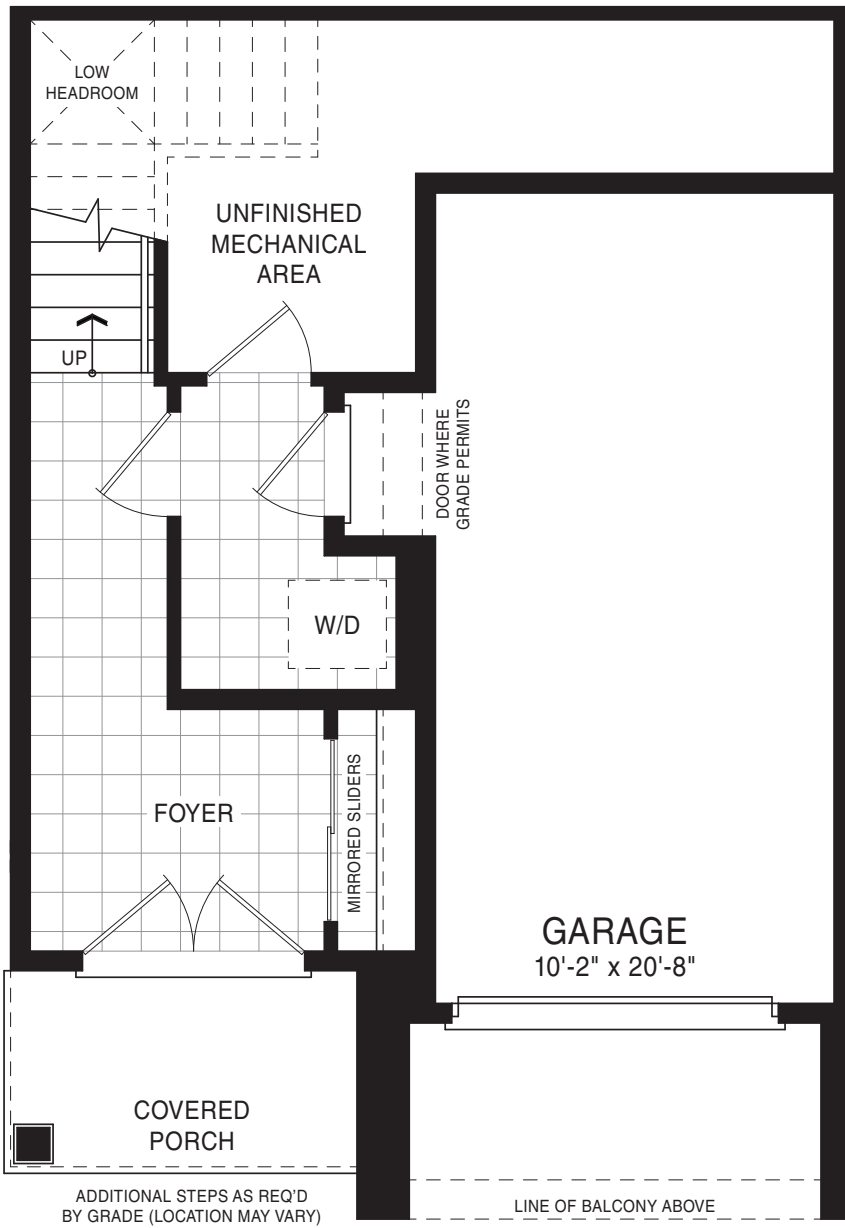 LOW
HEADROOM
UNFINISHED
MECHANICAL
AREA
UP
DOOR WHERE
GRADE PERMITS
W/D
FOYER
MIRRORED SLIDERS
GARAGE
10'-2" x 20'-8"
COVERED
PORCH
ADDITIONAL STEPS AS REQ'D
BY GRADE (LOCATION MAY VARY)
LINE OF BALCONY ABOVE